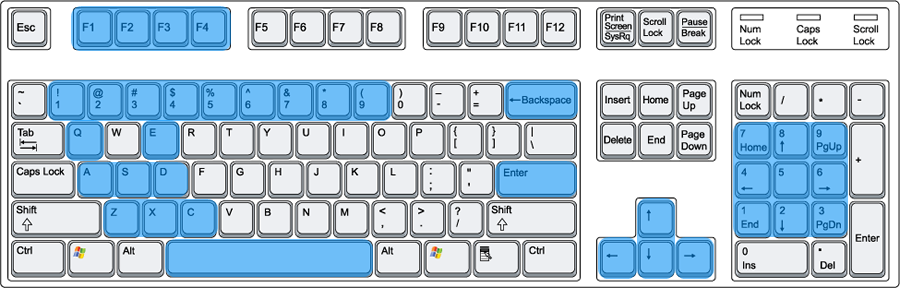 Esc F1 F2 F3 F4 F5 F6 F7 F8 F9 F10 F11 F12 Print Screen SysRq Scroll Lock Pause Break Num Lock Caps Lock Scroll Lock
~ ` ! 1 @ 2 # 3 $ 4 % 5 ^ 6 & 7 * 8 ( 9 ) 0 – - + = ←Backspace Insert Home Page Up Num Lock / * -
Tab Q W E R T Y U I O P { [ } ] | \ Delete End Page Down 7 Home 8 ↑ 9 PgUp +
Caps Lock A S D F G H J K L : ; " ' Enter 4 ← 5 6 →
Shift Z X C V B N M < , > . ? / Shift ↑ 1 End 2 ↓ 3 PgDn Enter
Ctrl Alt Alt Ctrl ← ↓ → 0 Ins • Del